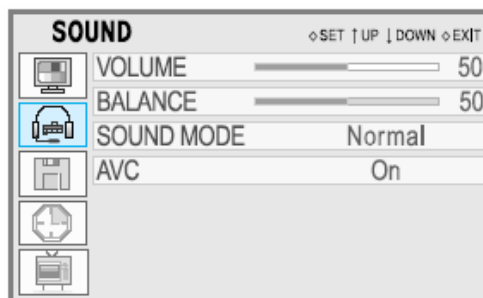 SOUND ◇SET ↑UP ↓DOWN ◇EXIT
VOLUME 50
BALANCE 50
SOUND MODE Normal
AVC On